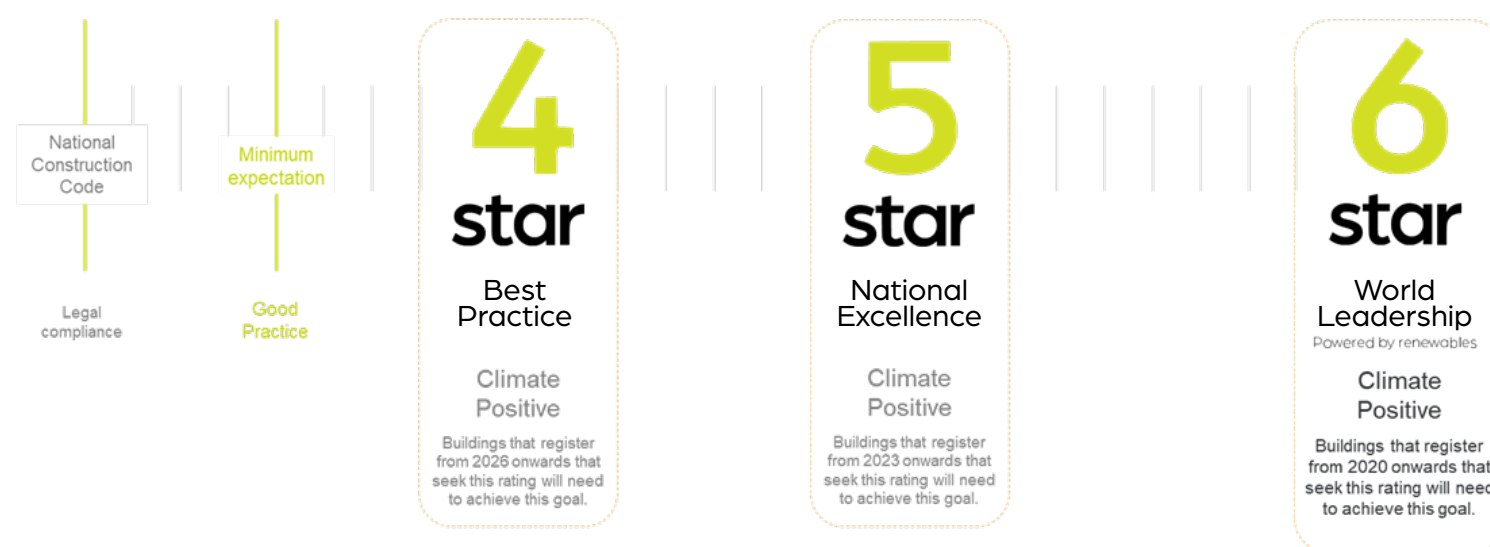 National
Construction
Code
Legal
compliance
Minimum
expectation
Good
Practice
4
star
Best
Practice
Climate
Positive
Buildings that register
from 2026 onwards that
seek this rating will need
to achieve this goal.
5
star
National
Excellence
Climate
Positive
Buildings that register
from 2023 onwards that
seek this rating will need
to achieve this goal.
6
star
World
Leadership
Powered by renewables
Climate
Positive
Buildings that register
from 2020 onwards that
seek this rating will need
to achieve this goal.